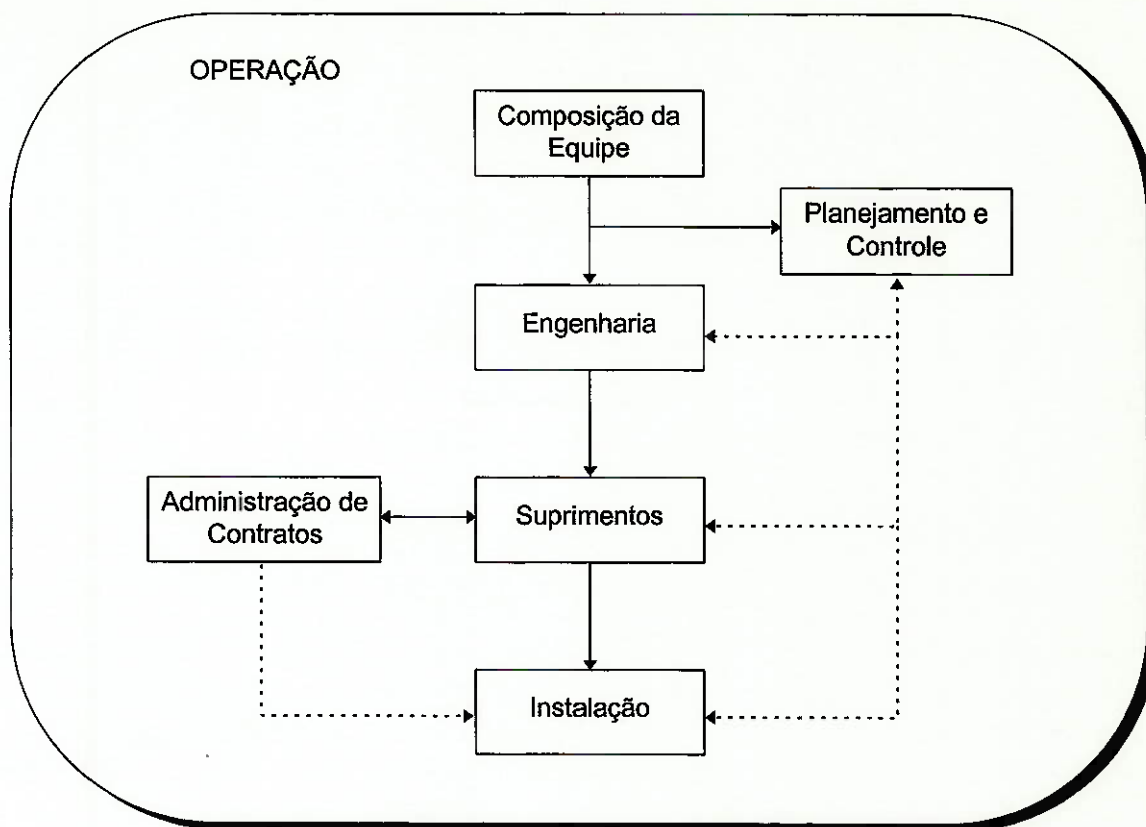 OPERAÇÃO
Composição da
Equipe
Planejamento e
Controle
Engenharia
Administração de
Contratos
Suprimentos
Instalação